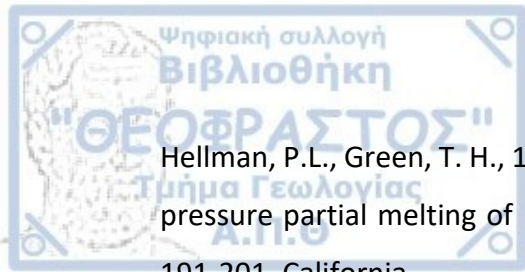 Ψηφιακή συλλογή
Βιβλιοθήκη
"ΘΕΟΦΡΑΣΤΟΣ"
Hellman, P.L., Green, T. H., 1
Τμήμα Γεωλογίας
pressure partial melting of
Α.Π.Θ
191-201, California